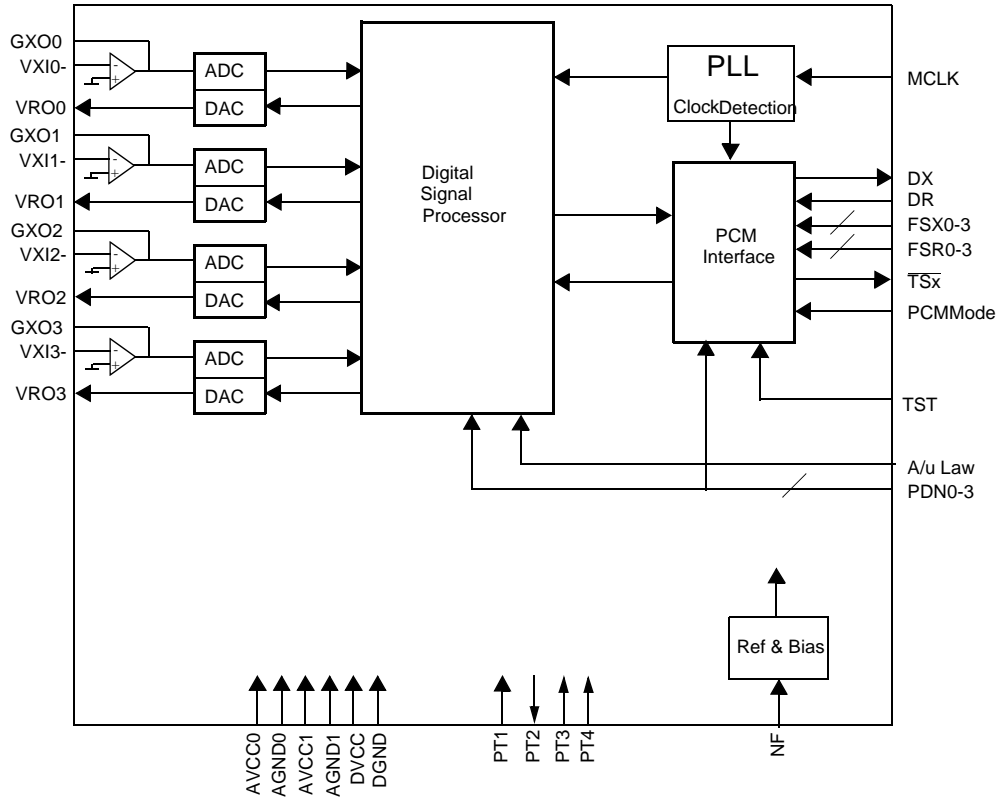 GXO0
VXI0-
VRO0
GXO1
VXI1-
VRO1
GXO2
VXI2-
VRO2
GXO3
VXI3-
VRO3
-
+
-
+
-
+
-
+
ADC
DAC
ADC
DAC
ADC
DAC
ADC
DAC
Digital
Signal
Processor
PLL
ClockDetection
PCM
Interface
MCLK
DX
DR
FSX0-3
FSR0-3
TSx
PCMMode
TST
A/u Law
PDN0-3
Ref & Bias
AVCC0
AGND0
AVCC1
AGND1
DVCC
DGND
PT1
PT2
PT3
PT4
NF